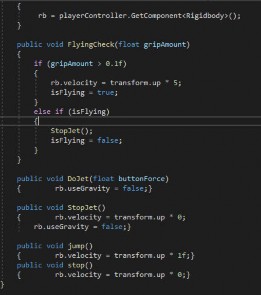 {
rb = playerController.GetComponent<Rigidbody>();
}
public void FlyingCheck(float gripAmount)
{
if (gripAmount > 0.1f)
{
rb.velocity = transform.up * 5;
isFlying = true;
}
else if (isFlying)
{
StopJet();
isFlying = false;
}
}
public void DoJet(float buttonForce)
{ rb.useGravity = false;}
public void StopJet()
{ rb.velocity = transform.up * 0;
rb.useGravity = false;}
public void jump()
{ rb.velocity = transform.up * 1f;}
public void stop()
{ rb.velocity = transform.up * 0;}
}